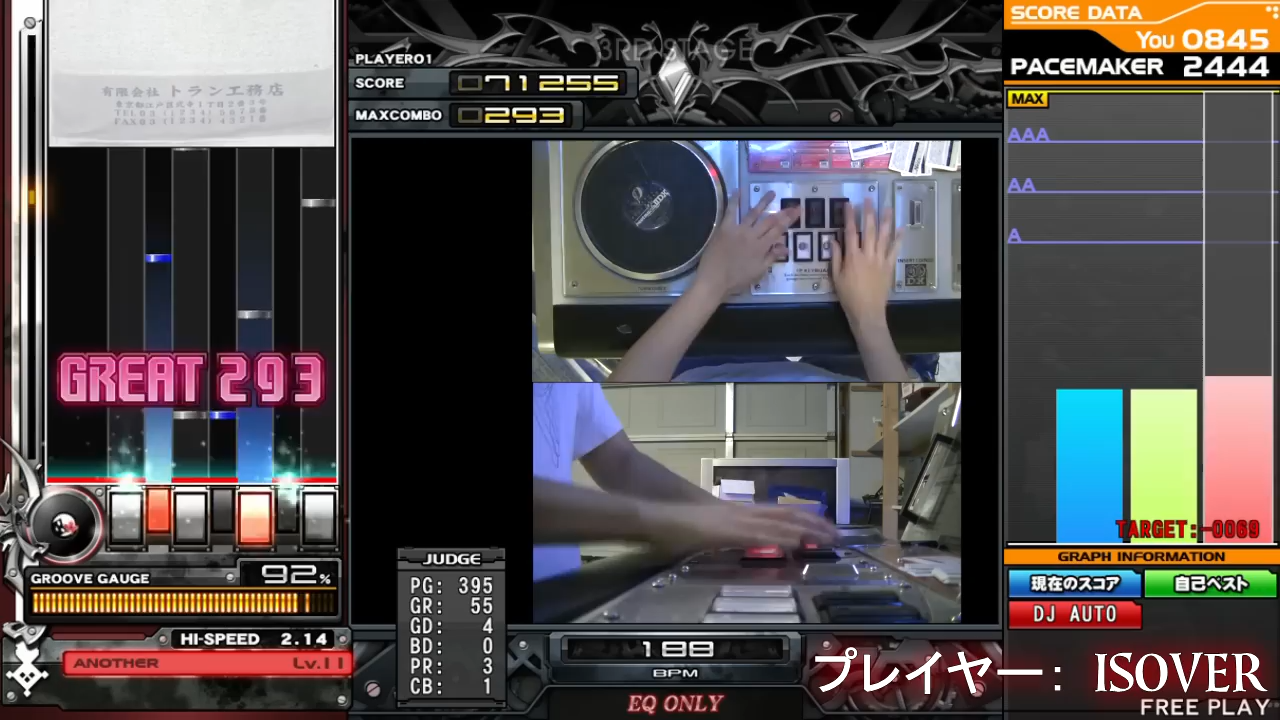 有限会社 トラン工務店
3RD STAGE
PLAYER01
SCORE 071255
MAXCOMBO 0293
GREAT 293
GROOVE GAUGE 92%
HI-SPEED 2.14
ANOTHER Lv.11
JUDGE
PG: 395
GR: 55
GD: 4
BD: 0
PR: 3
CB: 1
188
BPM
EQ ONLY
SCORE DATA
You 0845
PACEMAKER 2444
MAX
AAA
AA
A
TARGET:-0069
GRAPH INFORMATION
現在のスコア 自己ベスト
DJ AUTO
プレイヤー: ISOVER
FREE PLAY